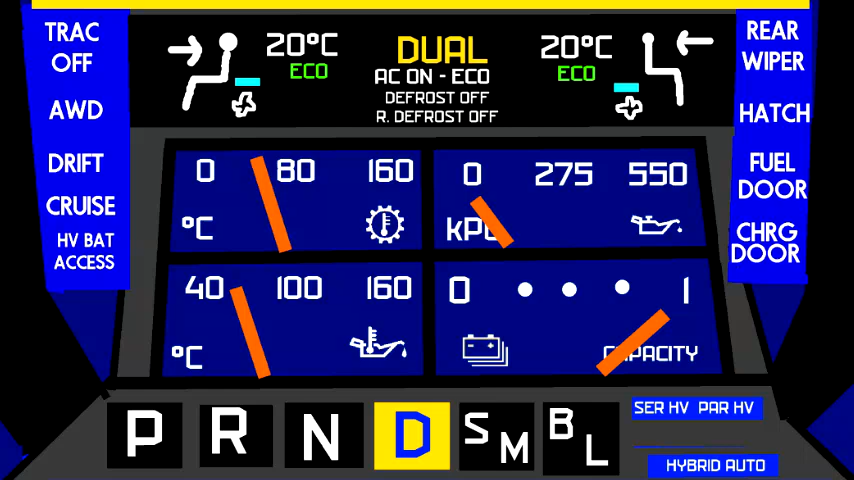 TRAC
OFF
AWD
DRIFT
CRUISE
HV BAT
ACCESS
20°C
ECO
DUAL
AC ON - ECO
DEFROST OFF
R. DEFROST OFF
20°C
ECO
REAR
WIPER
HATCH
FUEL
DOOR
CHRG
DOOR
0 80 160
°C
0 275 550
kPa
40 100 160
°C
0 1
CAPACITY
P R N D S M B L
SER HV PAR HV
HYBRID AUTO